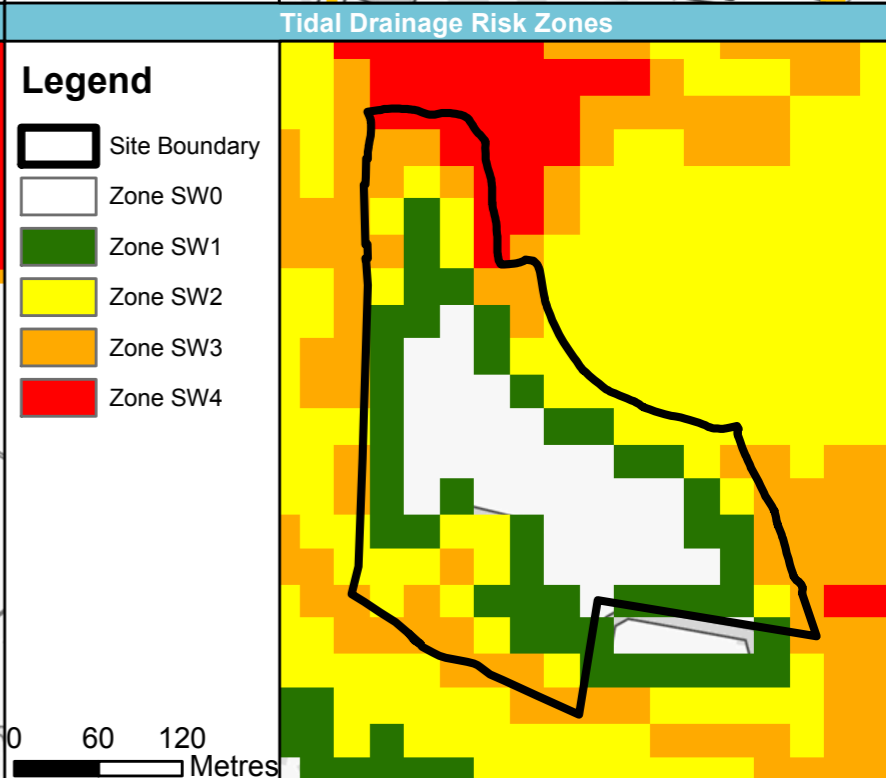 Tidal Drainage Risk Zones
Legend
Site Boundary
Zone SW0
Zone SW1
Zone SW2
Zone SW3
Zone SW4
0 60 120
Metres